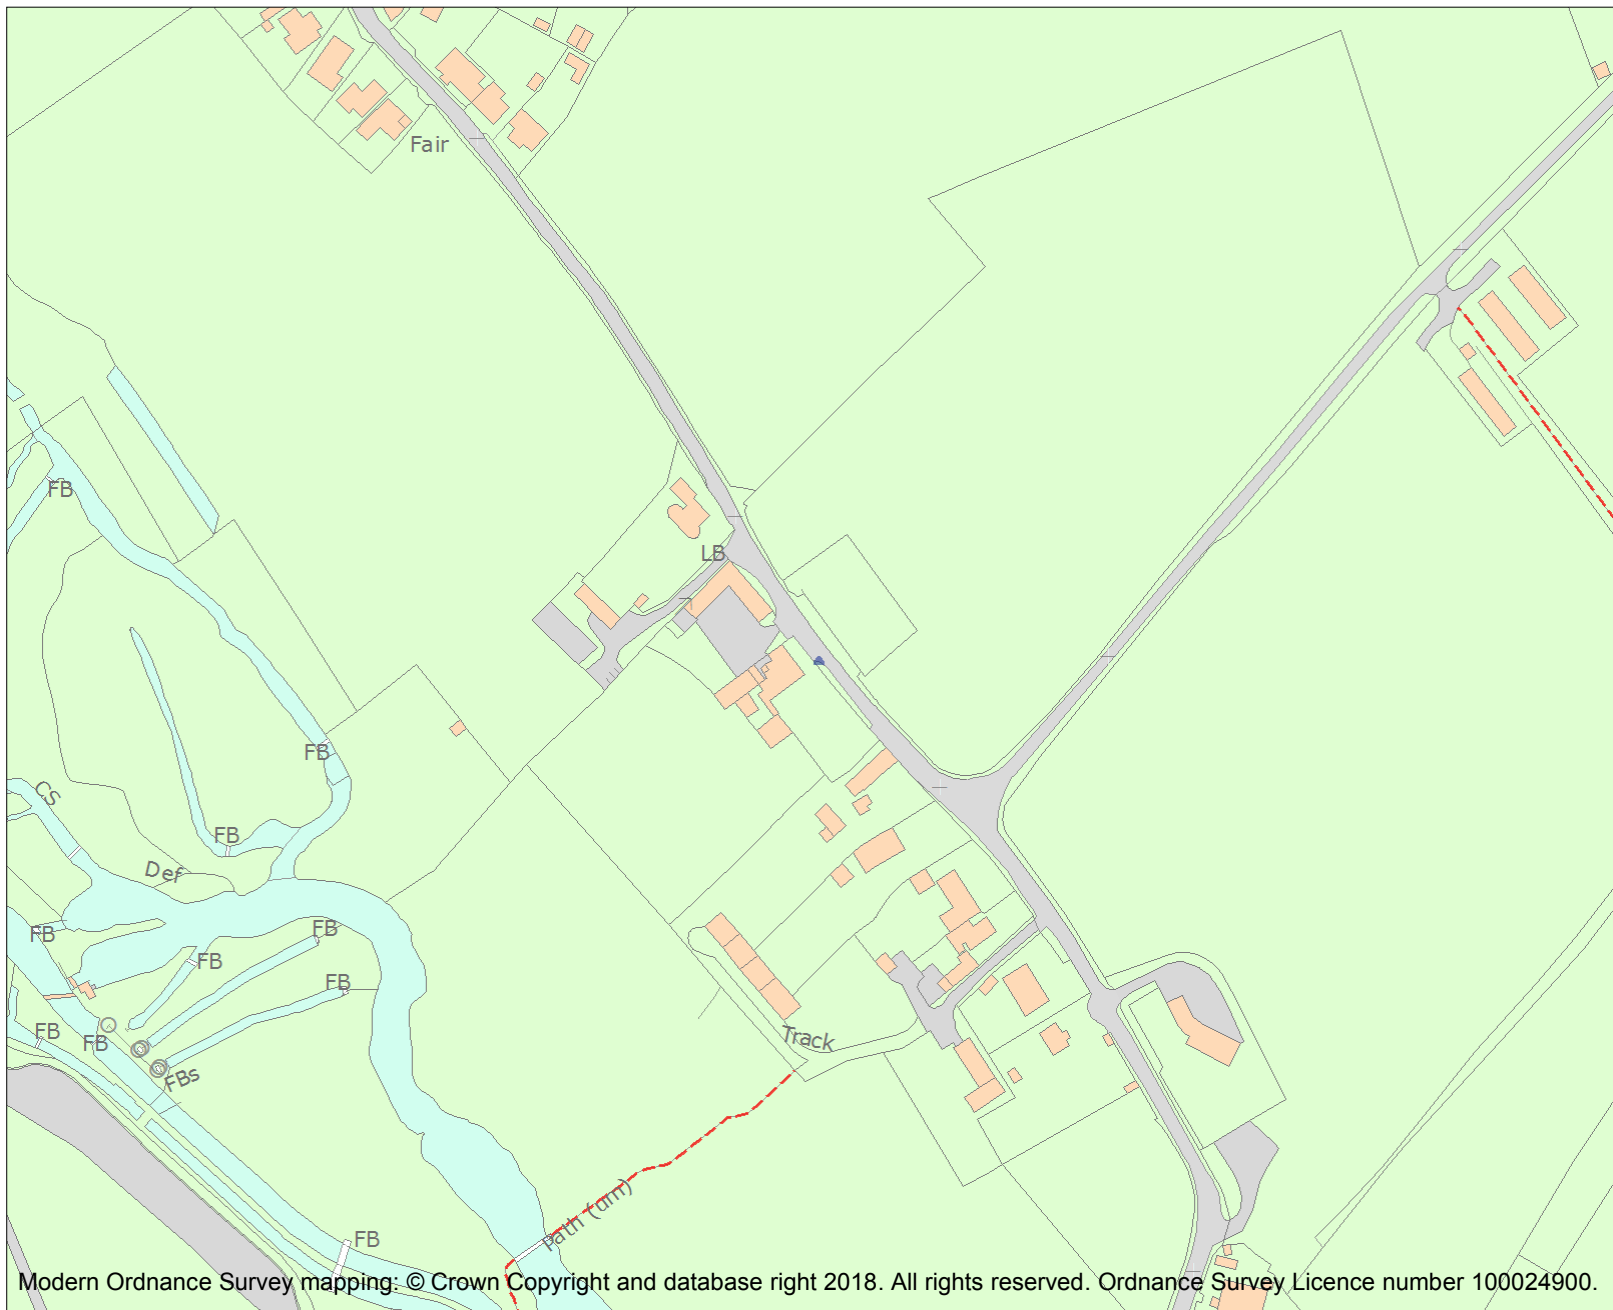 Fair
FB
LB
FB
CS
FB
Def
FB
FB
FB
FB
FB
FB
Track
FBs
Path (um)
FB
Modern Ordnance Survey mapping: © Crown Copyright and database right 2018. All rights reserved. Ordnance Survey Licence number 100024900.